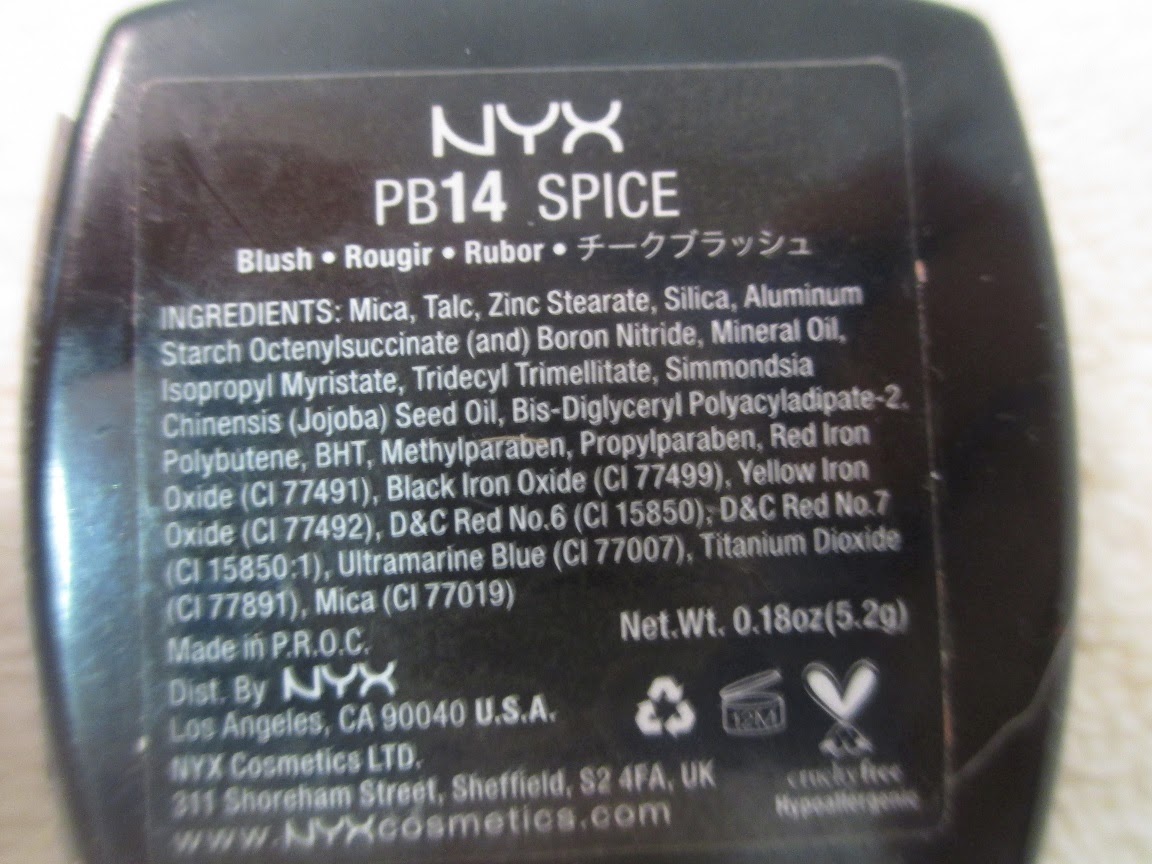 NYX
PB14 SPICE
Blush • Rougir • Rubor • チークブラッシュ
INGREDIENTS: Mica, Talc, Zinc Stearate, Silica, Aluminum
Starch Octenylsuccinate (and) Boron Nitride, Mineral Oil,
Isopropyl Myristate, Tridecyl Trimellitate, Simmondsia
Chinensis (Jojoba) Seed Oil, Bis-Diglyceryl Polyacyladipate-2,
Polybutene, BHT, Methylparaben, Propylparaben, Red Iron
Oxide (CI 77491), Black Iron Oxide (CI 77499), Yellow Iron
Oxide (CI 77492), D&C Red No.6 (CI 15850), D&C Red No.7
(CI 15850:1), Ultramarine Blue (CI 77007), Titanium Dioxide
(CI 77891), Mica (CI 77019)
Net.Wt. 0.18oz(5.2g)
Made in P.R.O.C.
Dist. By NYX
Los Angeles, CA 90040 U.S.A.
12M
NYX Cosmetics LTD.
311 Shoreham Street, Sheffield, S2 4FA, UK
www.NYXcosmetics.com
cruelty free
Hypoallergenic